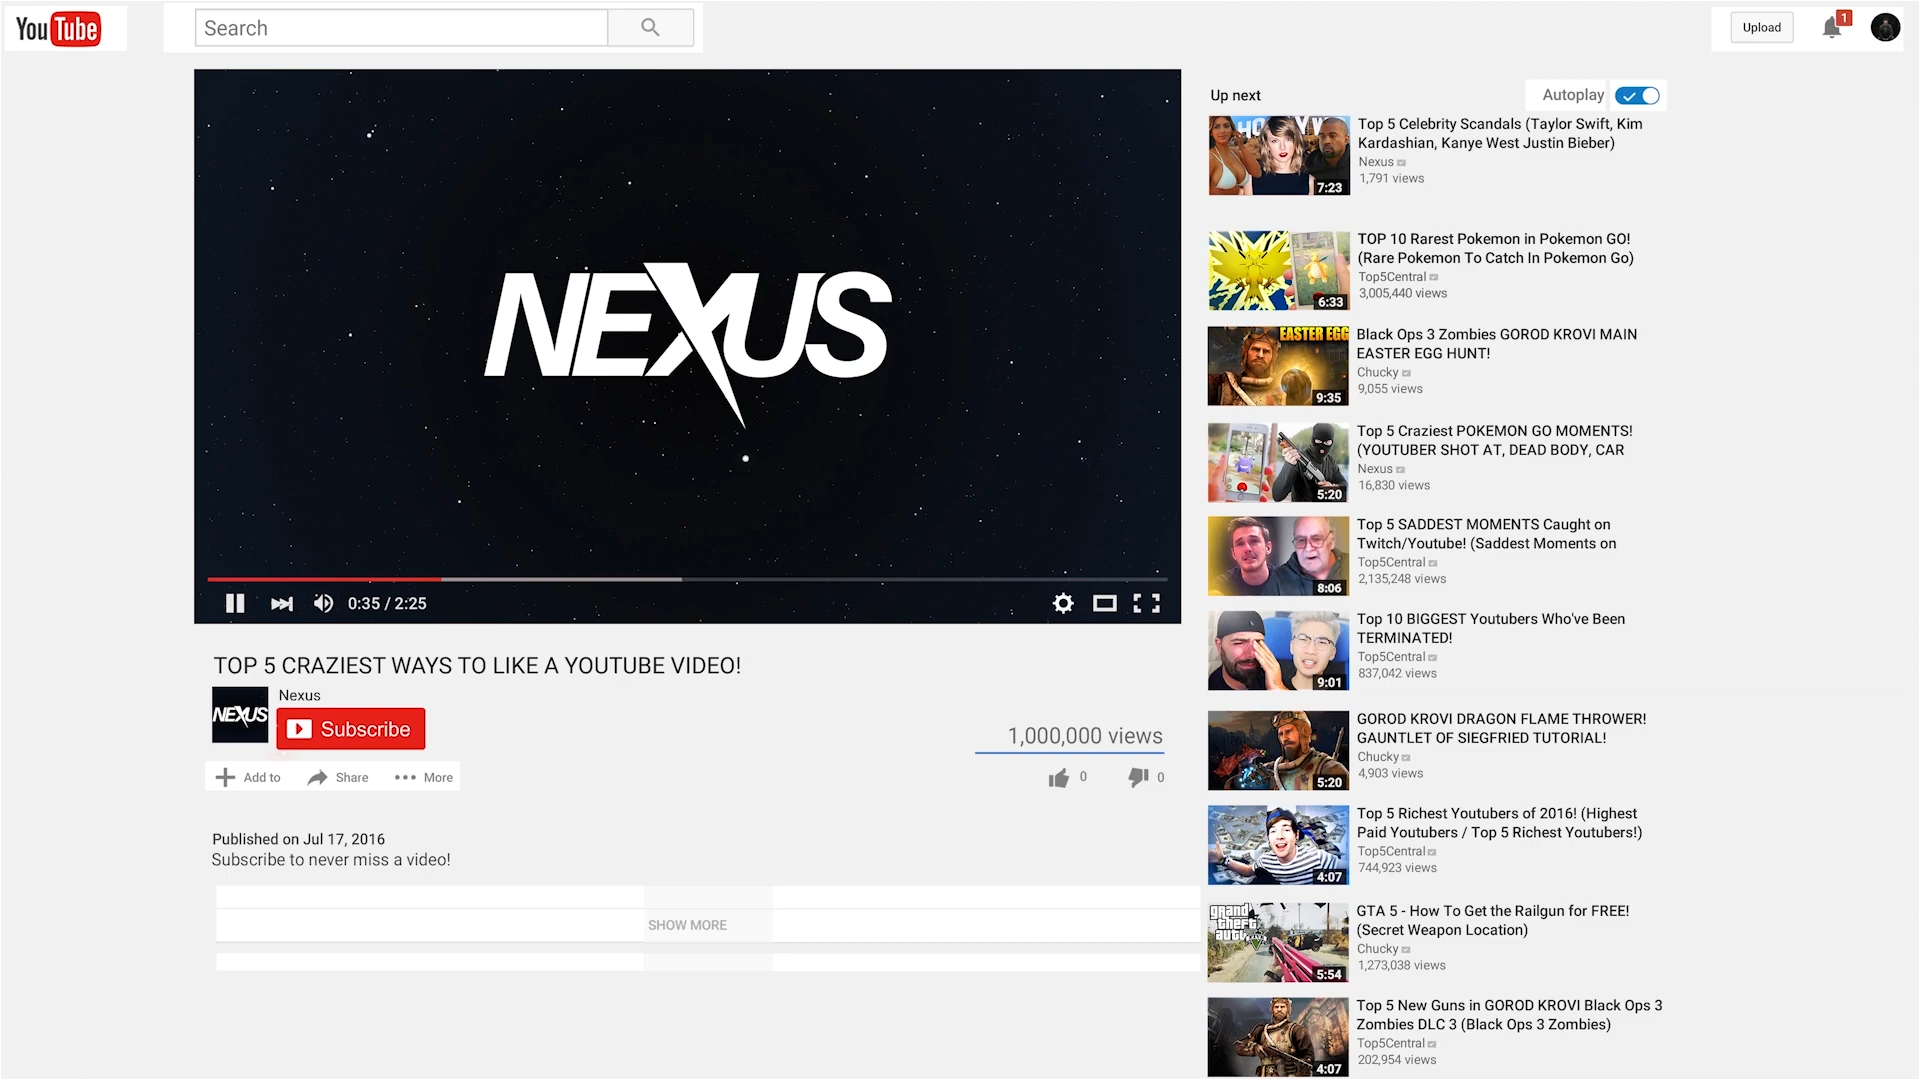 YouTube
Search
Upload
1
NEXUS
0:35 / 2:25
TOP 5 CRAZIEST WAYS TO LIKE A YOUTUBE VIDEO!
NEXUS
Nexus
Subscribe
1,000,000 views
Add to
Share
More
0
0
Published on Jul 17, 2016
Subscribe to never miss a video!
SHOW MORE
Up next
Autoplay
7:23
Top 5 Celebrity Scandals (Taylor Swift, Kim
Kardashian, Kanye West Justin Bieber)
Nexus
1,791 views
6:33
TOP 10 Rarest Pokemon in Pokemon GO!
(Rare Pokemon To Catch In Pokemon Go)
Top5Central
3,005,440 views
EASTER EGG
9:35
Black Ops 3 Zombies GOROD KROVI MAIN
EASTER EGG HUNT!
Chucky
9,055 views
5:20
Top 5 Craziest POKEMON GO MOMENTS!
(YOUTUBER SHOT AT, DEAD BODY, CAR
Nexus
16,830 views
8:06
Top 5 SADDEST MOMENTS Caught on
Twitch/Youtube! (Saddest Moments on
Top5Central
2,135,248 views
9:01
Top 10 BIGGEST Youtubers Who've Been
TERMINATED!
Top5Central
837,042 views
5:20
GOROD KROVI DRAGON FLAME THROWER!
GAUNTLET OF SIEGFRIED TUTORIAL!
Chucky
4,903 views
4:07
Top 5 Richest Youtubers of 2016! (Highest
Paid Youtubers / Top 5 Richest Youtubers!)
Top5Central
744,923 views
grand
theft
auto
V
5:54
GTA 5 - How To Get the Railgun for FREE!
(Secret Weapon Location)
Chucky
1,273,038 views
4:07
Top 5 New Guns in GOROD KROVI Black Ops 3
Zombies DLC 3 (Black Ops 3 Zombies)
Top5Central
202,954 views